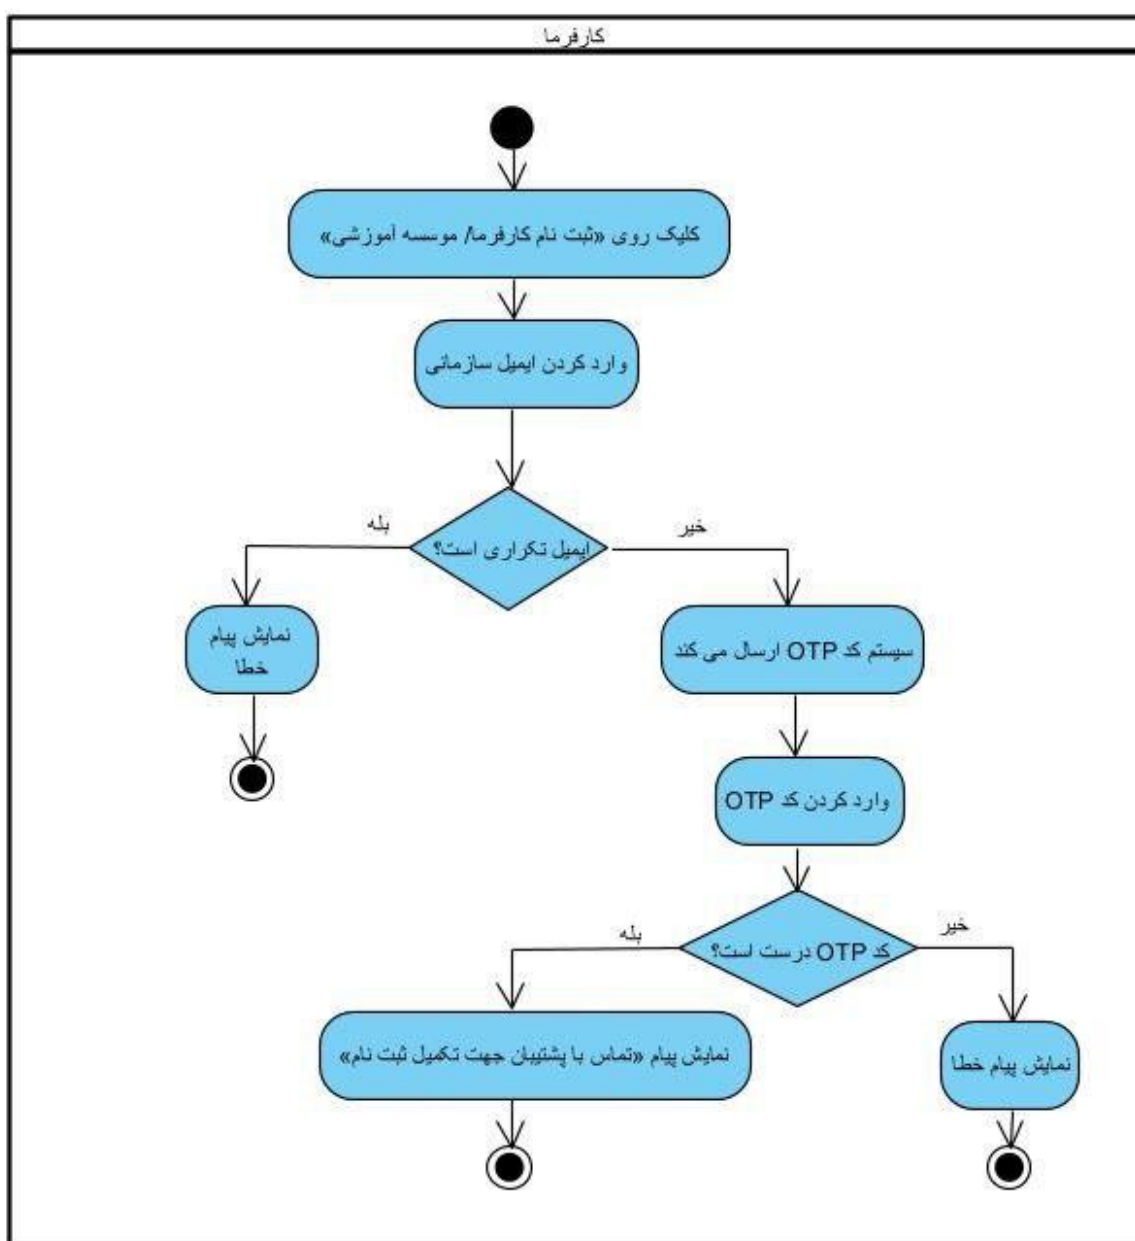 کارفرما
کلیک روی «ثبت نام کارفرما/ موسسه آموزشی»
وارد کردن ایمیل سازمانی
ایمیل تکراری است؟
بله
خیر
نمایش پیام
خطا
سیستم کد OTP ارسال می کند
وارد کردن کد OTP
کد OTP درست است؟
بله
خیر
نمایش پیام «تماس با پشتیبان جهت تکمیل ثبت نام»
نمایش پیام خطا